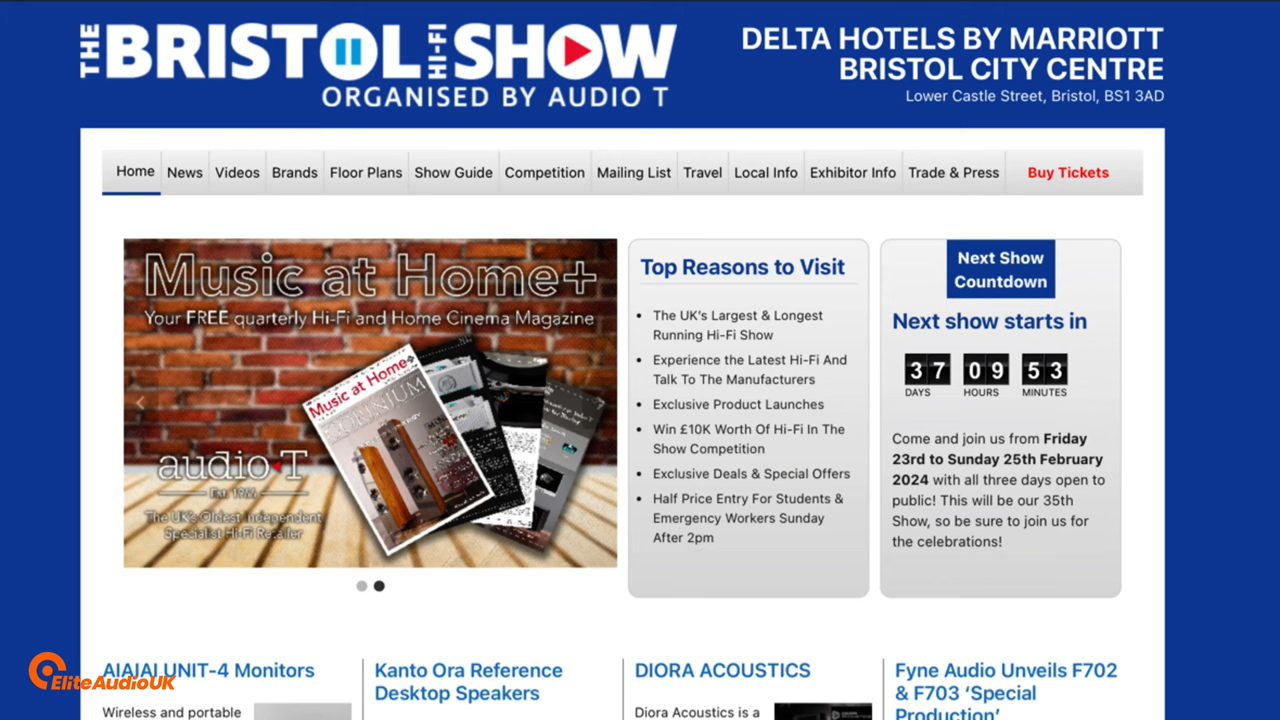 THE BRISTOL HI-FI SHOW
ORGANISED BY AUDIO T
DELTA HOTELS BY MARRIOTT
BRISTOL CITY CENTRE
Lower Castle Street, Bristol, BS1 3AD
Home News Videos Brands Floor Plans Show Guide Competition Mailing List Travel Local Info Exhibitor Info Trade & Press Buy Tickets
Music at Home+
Your FREE quarterly Hi-Fi and Home Cinema Magazine
Music at Home+
audio T
Est. 1966
The UK's Oldest Independent
Specialist Hi-Fi Retailer
Top Reasons to Visit
The UK's Largest & Longest
Running Hi-Fi Show
Experience the Latest Hi-Fi And
Talk To The Manufacturers
Exclusive Product Launches
Win £10K Worth Of Hi-Fi In The
Show Competition
Exclusive Deals & Special Offers
Half Price Entry For Students &
Emergency Workers Sunday
After 2pm
Next Show
Countdown
Next show starts in
37 09 53
DAYS HOURS MINUTES
Come and join us from Friday
23rd to Sunday 25th February
2024 with all three days open to
public! This will be our 35th
Show, so be sure to join us for
the celebrations!
AIAIAI UNIT-4 Monitors
Wireless and portable
Kanto Ora Reference
Desktop Speakers
DIORA ACOUSTICS
Diora Acoustics is a
Fyne Audio Unveils F702
& F703 'Special
Production'
EliteAudioUK